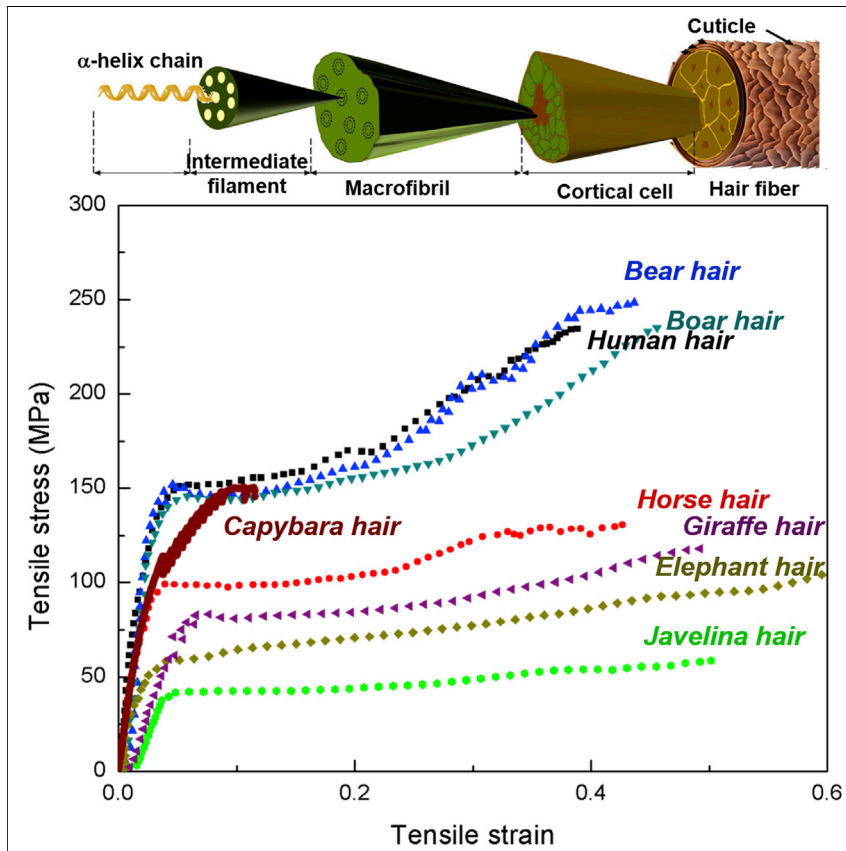 Cuticle
α-helix chain
Intermediate
filament
Macrofibril
Cortical cell
Hair fiber
300
250
200
150
100
50
0
Tensile stress (MPa)
Bear hair
Boar hair
Human hair
Capybara hair
Horse hair
Giraffe hair
Elephant hair
Javelina hair
0.0
0.2
0.4
0.6
Tensile strain